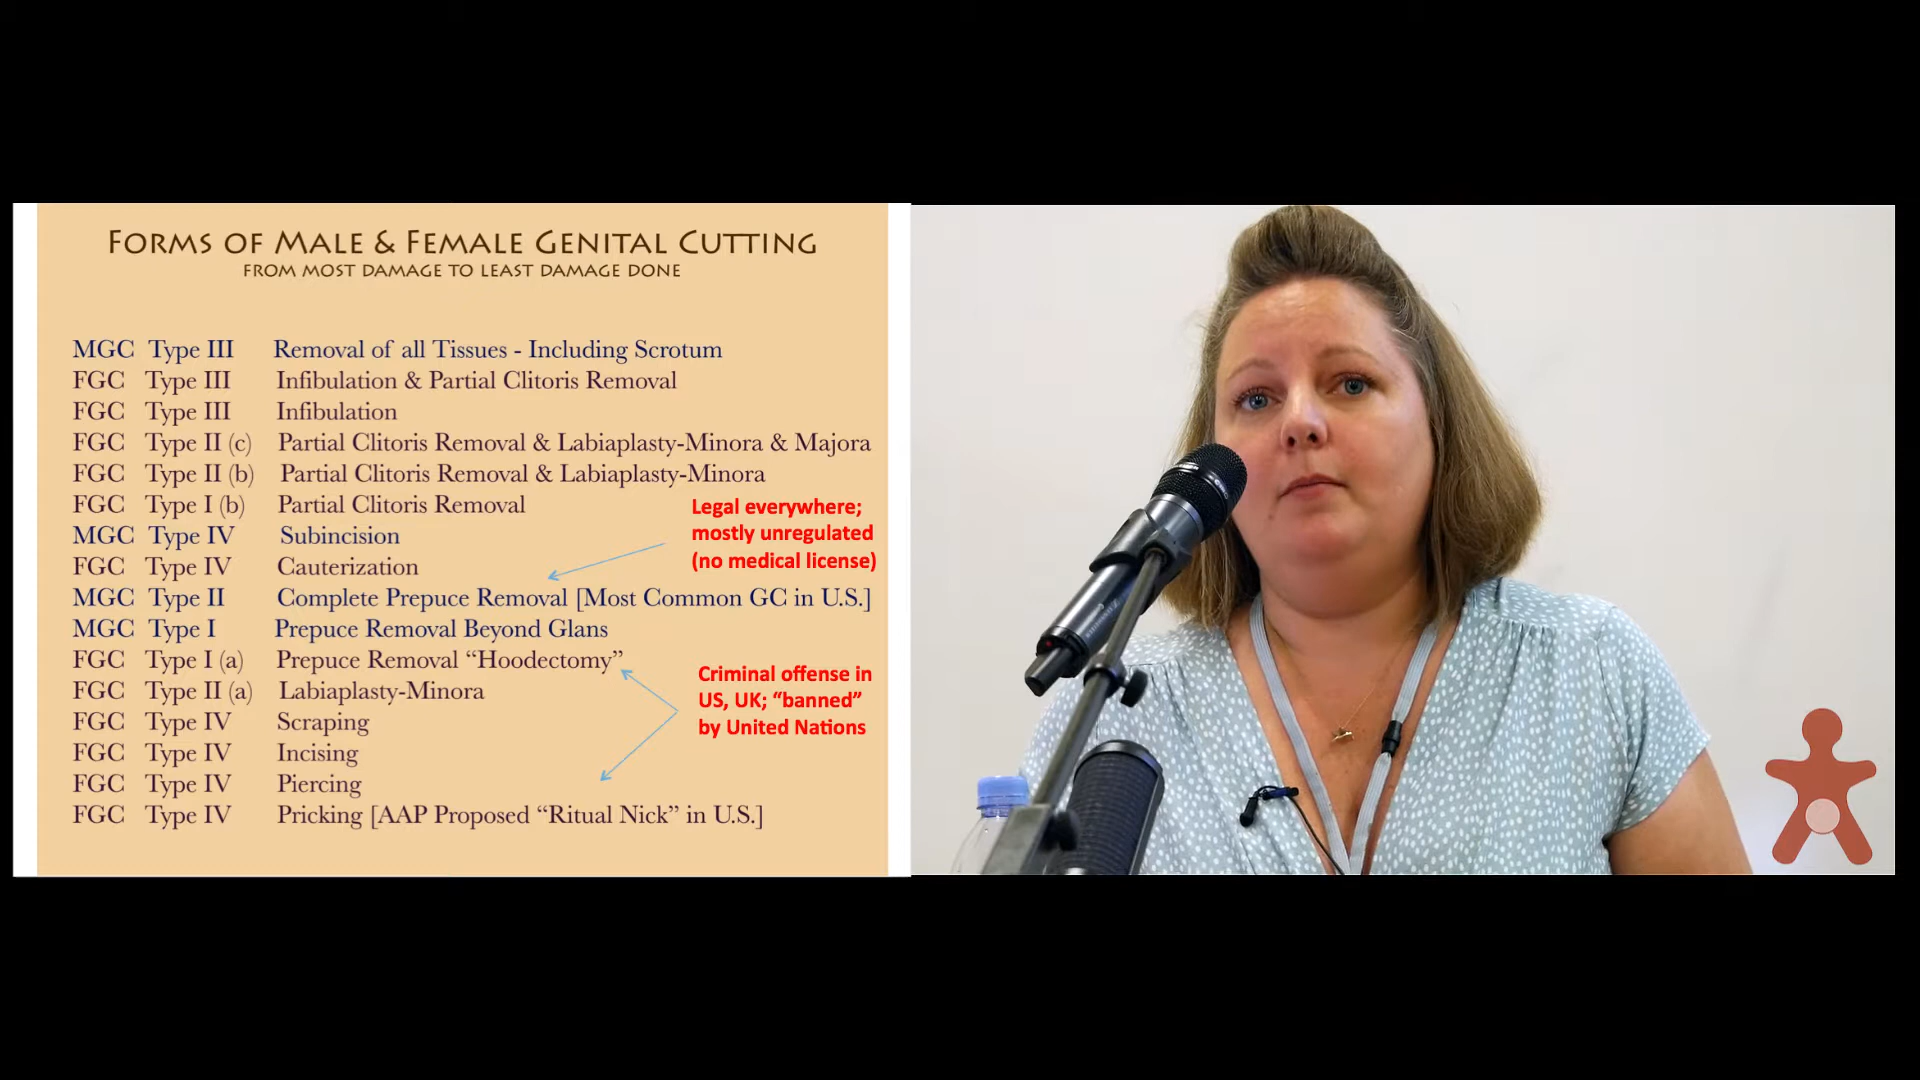 FORMS OF MALE & FEMALE GENITAL CUTTING
FROM MOST DAMAGE TO LEAST DAMAGE DONE
MGC Type III Removal of all Tissues - Including Scrotum
FGC Type III Infibulation & Partial Clitoris Removal
FGC Type III Infibulation
FGC Type II (c) Partial Clitoris Removal & Labiaplasty-Minora & Majora
FGC Type II (b) Partial Clitoris Removal & Labiaplasty-Minora
FGC Type I (b) Partial Clitoris Removal
MGC Type IV Subincision
FGC Type IV Cauterization
MGC Type II Complete Prepuce Removal [Most Common GC in U.S.]
MGC Type I Prepuce Removal Beyond Glans
FGC Type I (a) Prepuce Removal “Hoodectomy”
FGC Type II (a) Labiaplasty-Minora
FGC Type IV Scraping
FGC Type IV Incising
FGC Type IV Piercing
FGC Type IV Pricking [AAP Proposed “Ritual Nick” in U.S.]
Legal everywhere;
mostly unregulated
(no medical license)
Criminal offense in
US, UK; “banned”
by United Nations